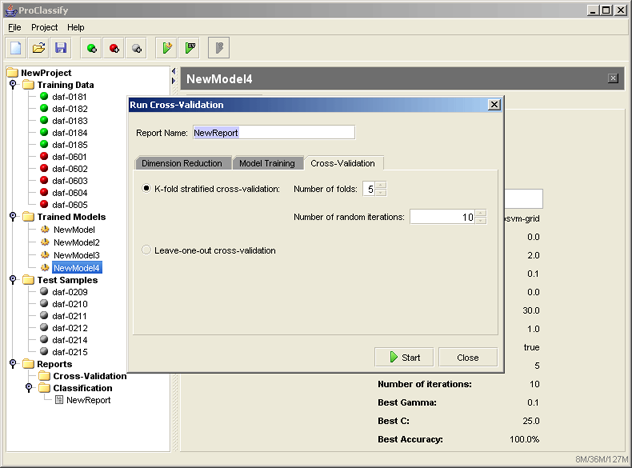 ProClassify
File Project Help
NewProject
Training Data
daf-0181
daf-0182
daf-0183
daf-0184
daf-0185
daf-0601
daf-0602
daf-0603
daf-0604
daf-0605
Trained Models
NewModel
NewModel2
NewModel3
NewModel4
Test Samples
daf-0209
daf-0210
daf-0211
daf-0212
daf-0214
daf-0215
Reports
Cross-Validation
Classification
NewReport
NewModel4
Run Cross-Validation
Report Name: NewReport
Dimension Reduction Model Training Cross-Validation
K-fold stratified cross-validation: Number of folds: 5
Number of random iterations: 10
Leave-one-out cross-validation
Start Close
svm-grid
0.0
2.0
0.1
0.0
30.0
1.0
true
5
Number of iterations: 10
Best Gamma: 0.1
Best C: 25.0
Best Accuracy: 100.0%
8M/36M/127M